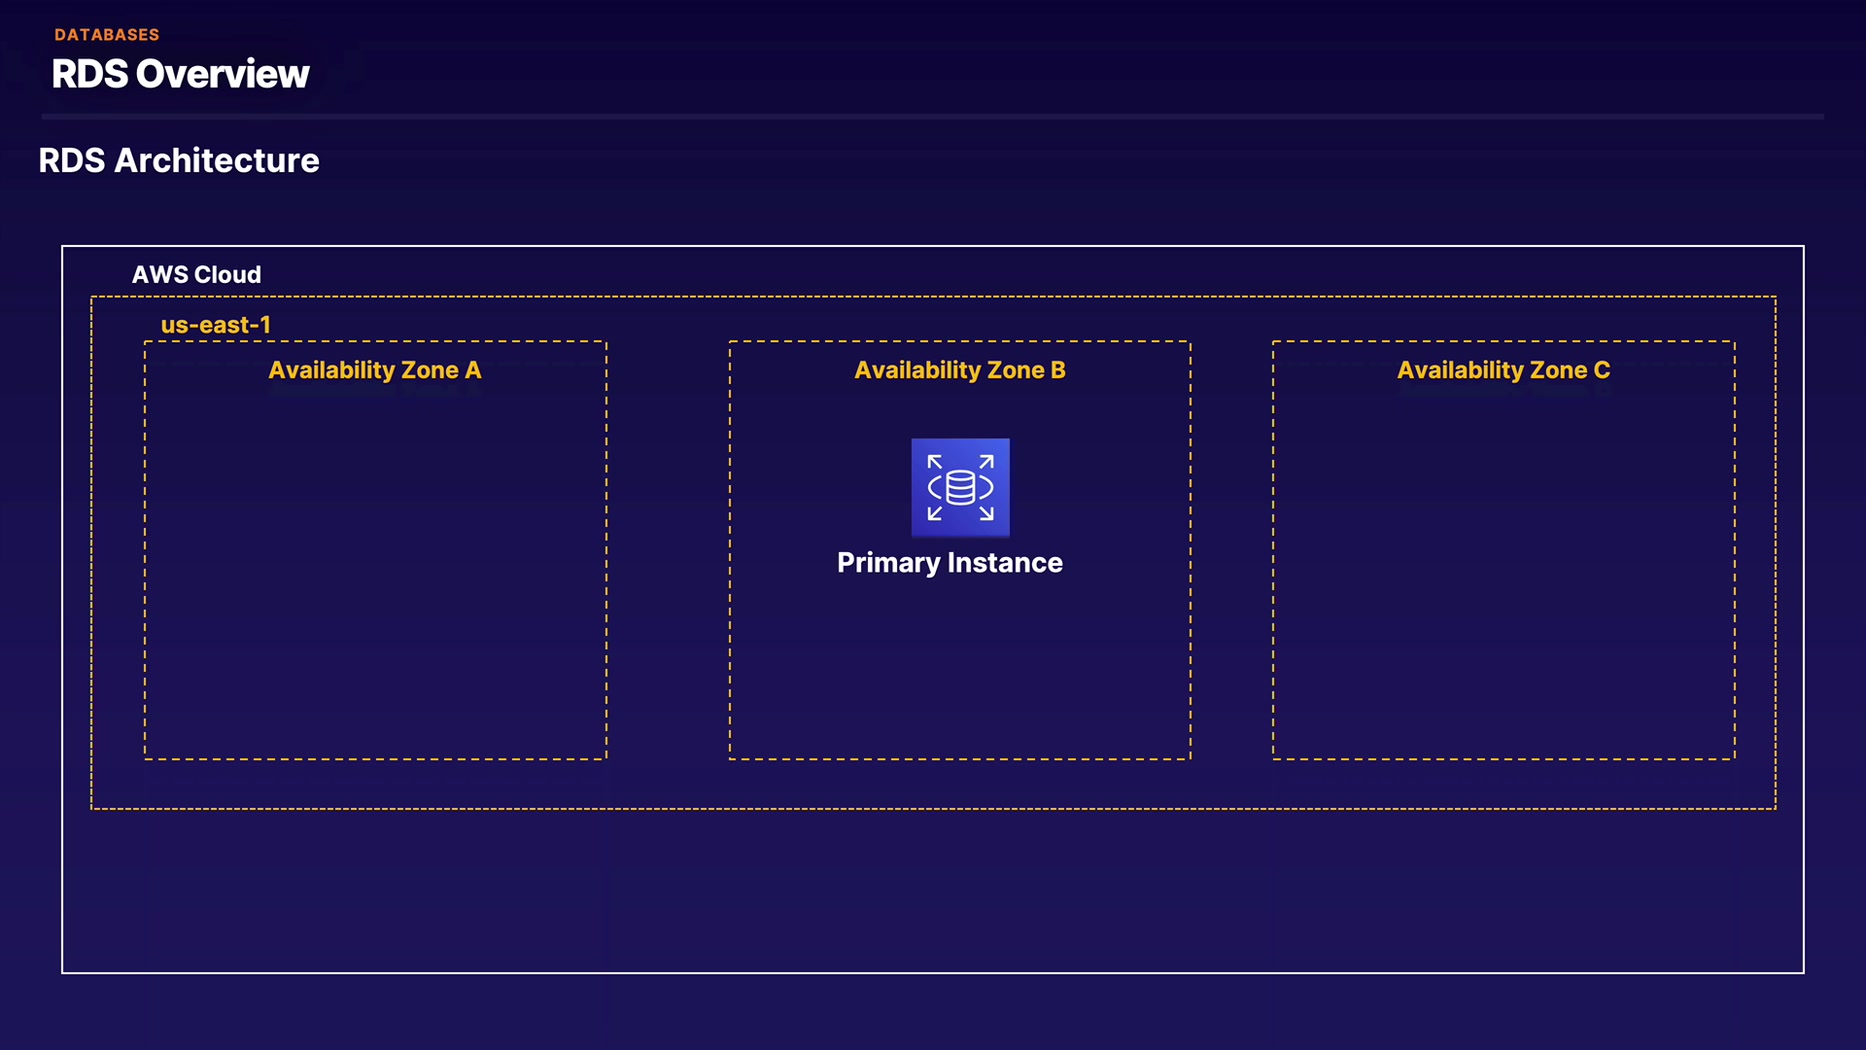 DATABASES
RDS Overview
RDS Architecture
AWS Cloud
us-east-1
Availability Zone A
Availability Zone B
Availability Zone C
Primary Instance